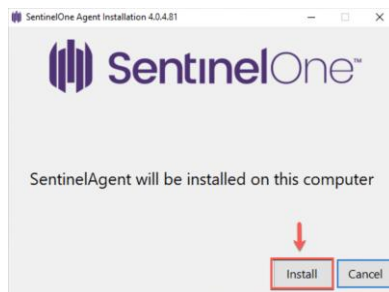 SentinelOne Agent Installation 4.0.4.81
SentinelOne™
SentinelAgent will be installed on this computer
Install
Cancel